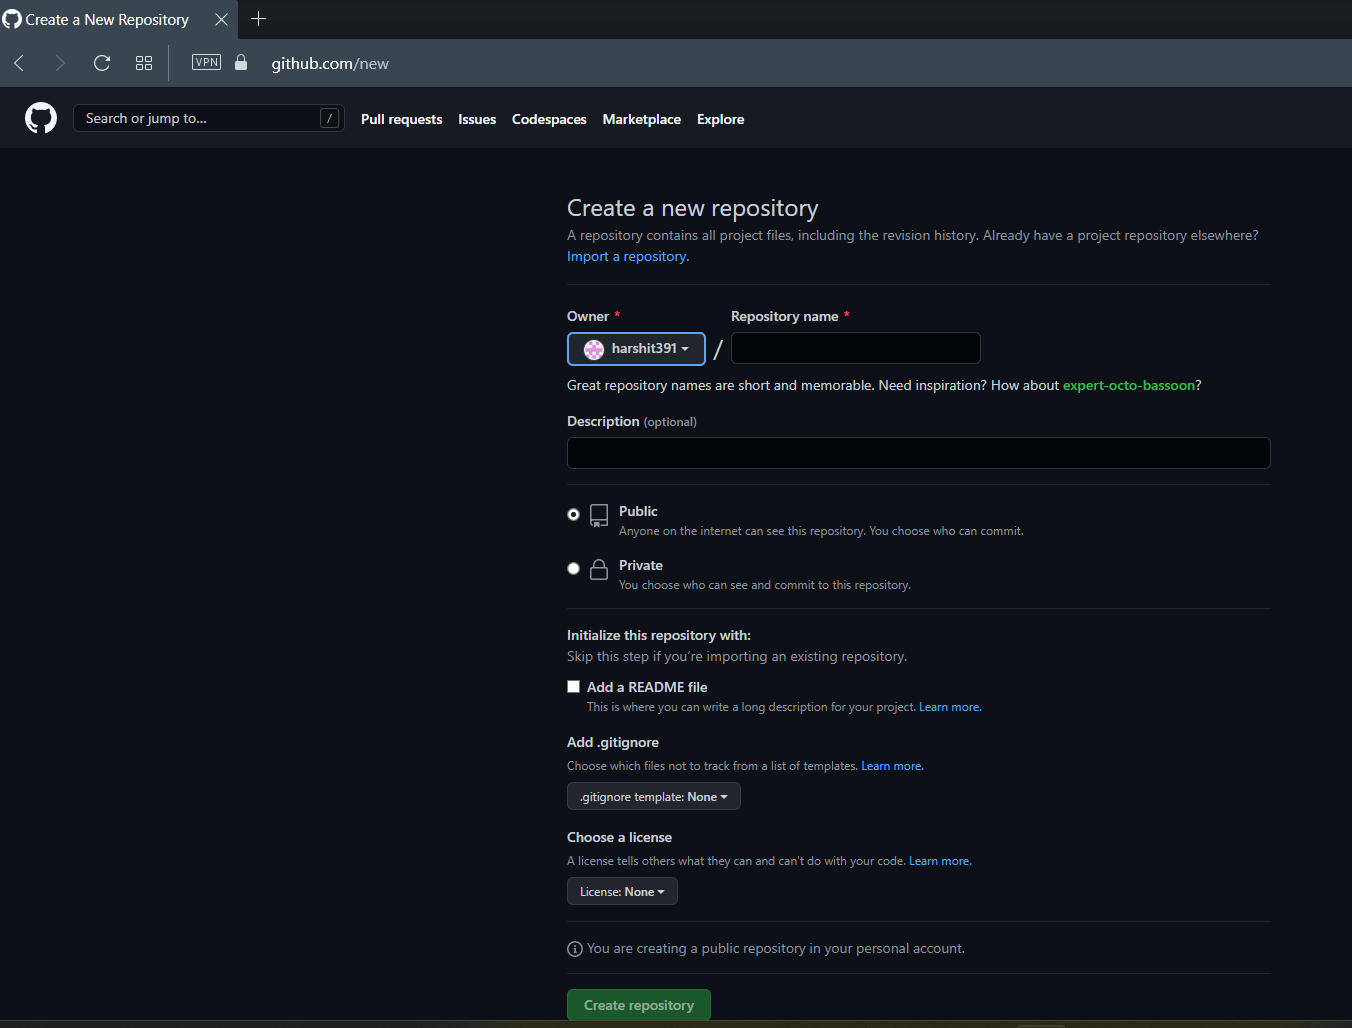 Create a New Repository
VPN github.com/new
Search or jump to... / Pull requests Issues Codespaces Marketplace Explore
Create a new repository
A repository contains all project files, including the revision history. Already have a project repository elsewhere?
Import a repository.
Owner * Repository name *
harshit391 /
Great repository names are short and memorable. Need inspiration? How about expert-octo-bassoon?
Description (optional)
Public
Anyone on the internet can see this repository. You choose who can commit.
Private
You choose who can see and commit to this repository.
Initialize this repository with:
Skip this step if you're importing an existing repository.
Add a README file
This is where you can write a long description for your project. Learn more.
Add .gitignore
Choose which files not to track from a list of templates. Learn more.
.gitignore template: None
Choose a license
A license tells others what they can and can't do with your code. Learn more.
License: None
You are creating a public repository in your personal account.
Create repository